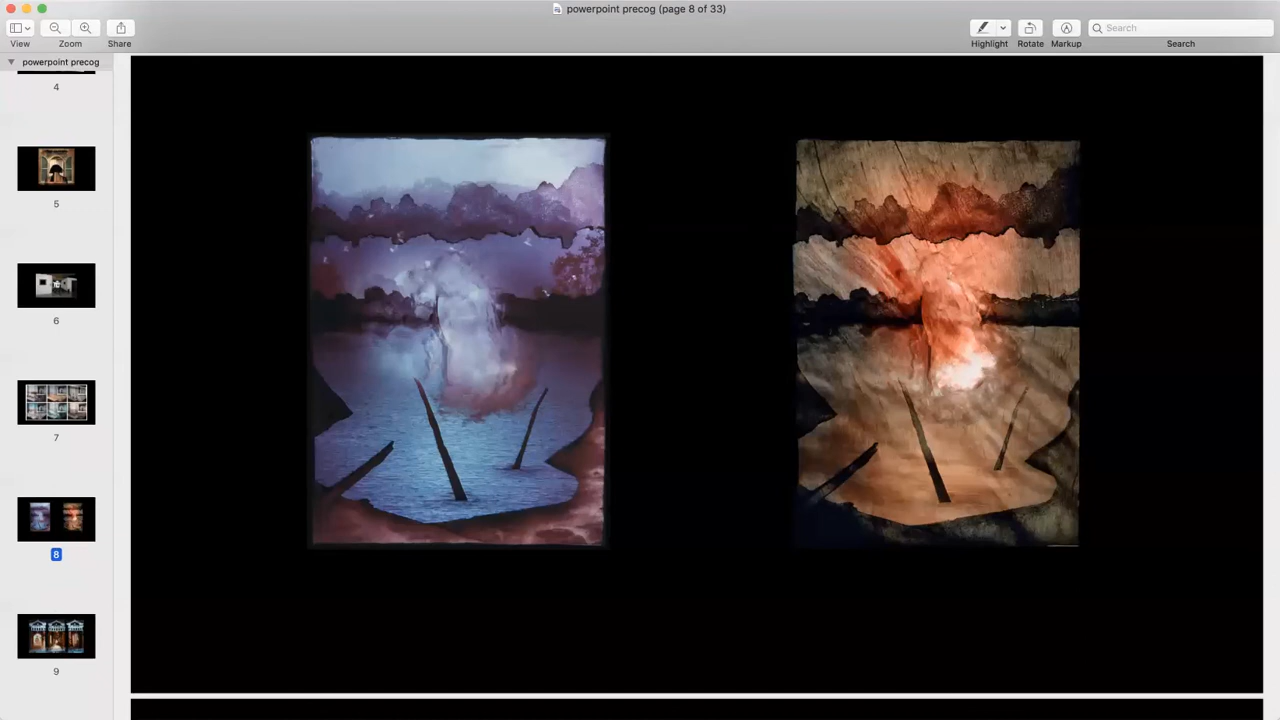 powerpoint precog (page 8 of 33)
View
Zoom
Share
Highlight
Rotate
Markup
Search
Search
powerpoint precog
4
5
6
7
8
9